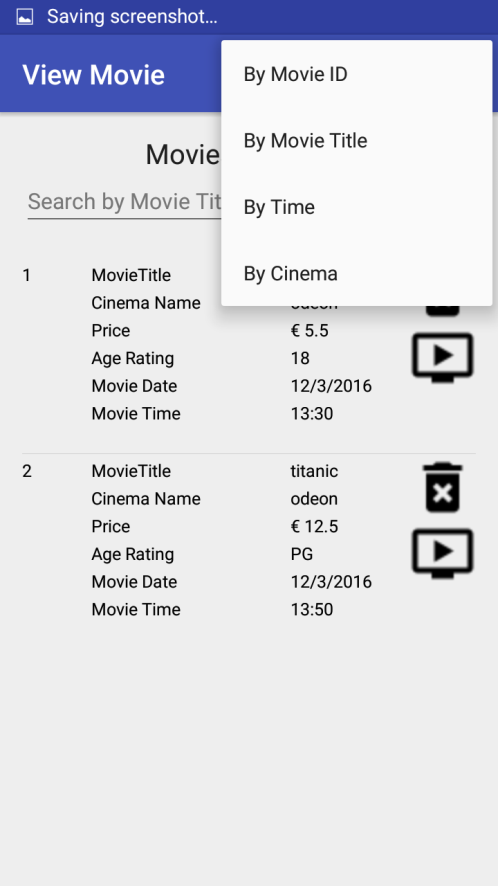 Saving screenshot...
View Movie
By Movie ID
By Movie Title
By Time
By Cinema
Movie
Search by Movie Tit
1 MovieTitle
Cinema Name odeon
Price € 5.5
Age Rating 18
Movie Date 12/3/2016
Movie Time 13:30
2 MovieTitle titanic
Cinema Name odeon
Price € 12.5
Age Rating PG
Movie Date 12/3/2016
Movie Time 13:50